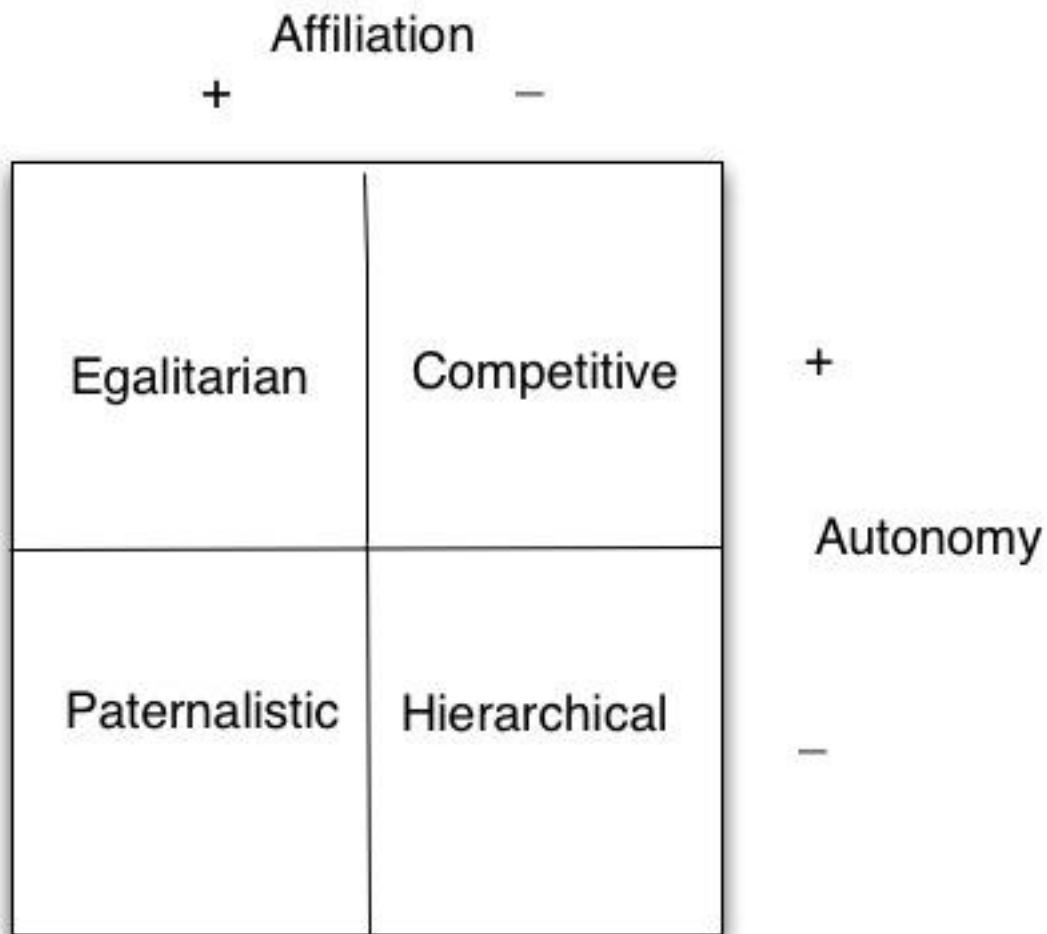 Affiliation
+ –
Egalitarian Competitive +
Autonomy
Paternalistic Hierarchical
–